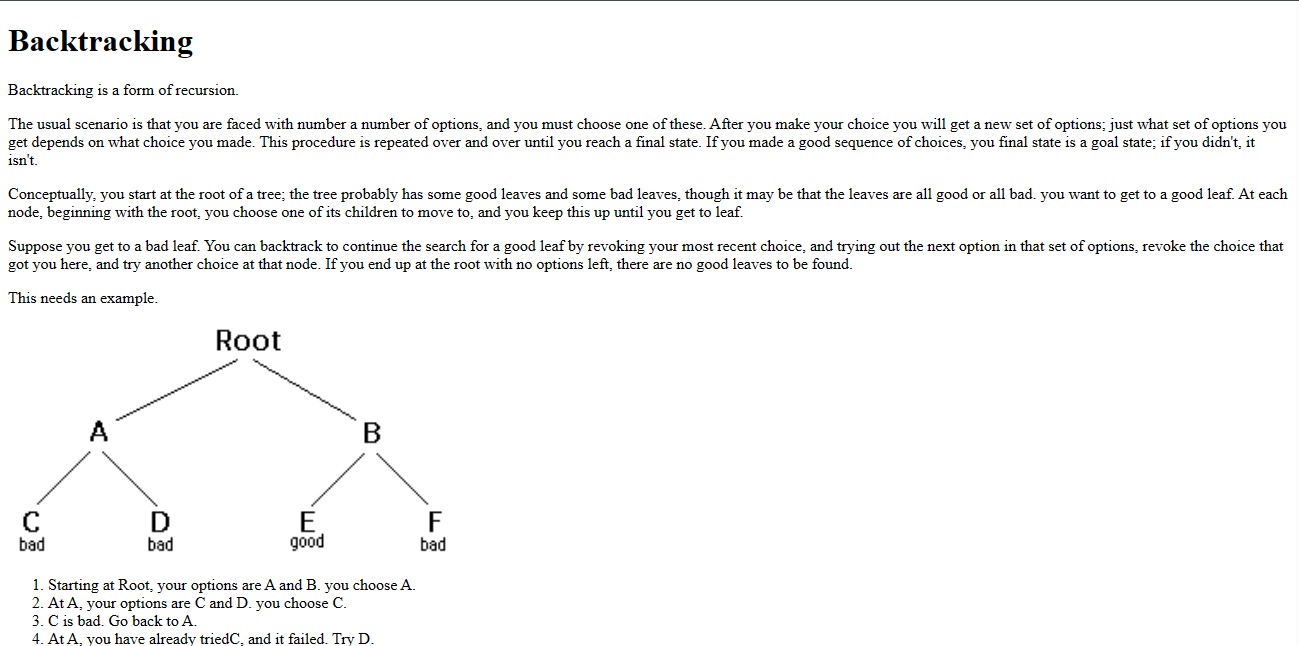 Backtracking
Backtracking is a form of recursion.
The usual scenario is that you are faced with number a number of options, and you must choose one of these. After you make your choice you will get a new set of options; just what set of options you
get depends on what choice you made. This procedure is repeated over and over until you reach a final state. If you made a good sequence of choices, you final state is a goal state; if you didn't, it
isn't.
Conceptually, you start at the root of a tree; the tree probably has some good leaves and some bad leaves, though it may be that the leaves are all good or all bad. you want to get to a good leaf. At each
node, beginning with the root, you choose one of its children to move to, and you keep this up until you get to leaf.
Suppose you get to a bad leaf. You can backtrack to continue the search for a good leaf by revoking your most recent choice, and trying out the next option in that set of options, revoke the choice that
got you here, and try another choice at that node. If you end up at the root with no options left, there are no good leaves to be found.
This needs an example.
Root
A B
C D E F
bad bad good bad
1. Starting at Root, your options are A and B. you choose A.
2. At A, your options are C and D. you choose C.
3. C is bad. Go back to A.
4. At A, you have already triedC, and it failed. Try D.